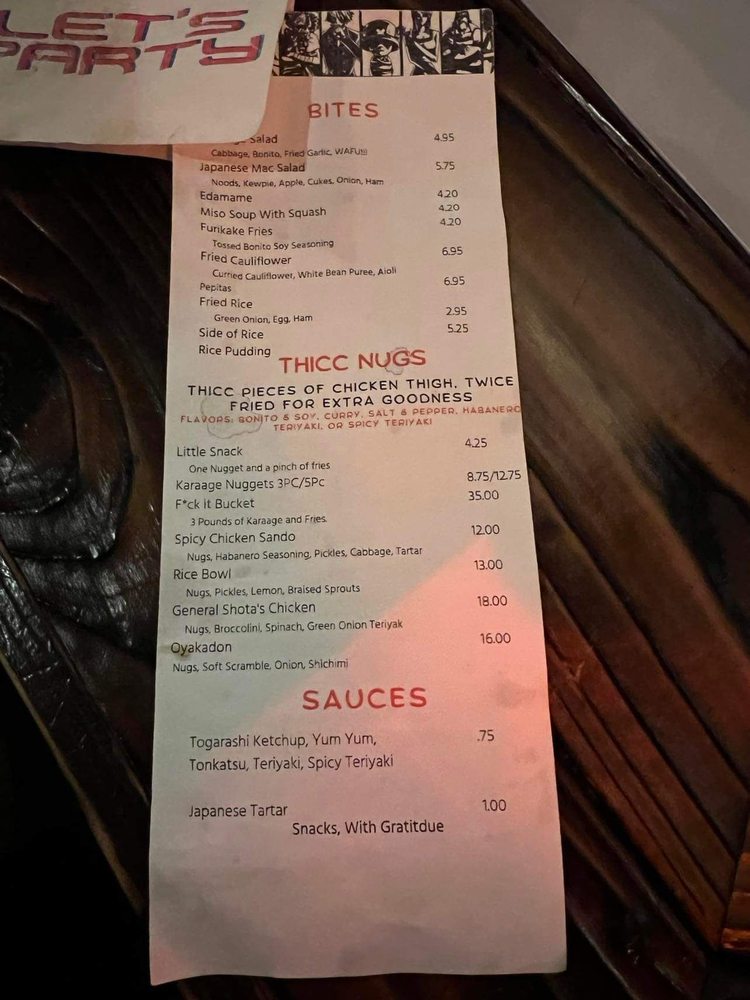 LET'S
PARTY
BITES
Salad 4.95
Cabbage, Bonito, Fried Garlic, WAFU!!!
Japanese Mac Salad 5.75
Noods, Kewpie, Apple, Cukes, Onion, Ham
Edamame 4.20
Miso Soup With Squash 4.20
Furikake Fries 4.20
Tossed Bonito Soy Seasoning
Fried Cauliflower 6.95
Curried Cauliflower, White Bean Puree, Aioli
Pepitas
Fried Rice 6.95
Green Onion, Egg, Ham
Side of Rice 2.95
Rice Pudding 5.25
THICC NUGS
THICC PIECES OF CHICKEN THIGH, TWICE
FRIED FOR EXTRA GOODNESS
FLAVORS: BONITO & SOY, CURRY, SALT & PEPPER, HABANERO
TERIYAKI, OR SPICY TERIYAKI
Little Snack 4.25
One Nugget and a pinch of fries
Karaage Nuggets 3PC/5Pc 8.75/12.75
F*ck it Bucket 35.00
3 Pounds of Karaage and Fries
Spicy Chicken Sando 12.00
Nugs, Habanero Seasoning, Pickles, Cabbage, Tartar
Rice Bowl 13.00
Nugs, Pickles, Lemon, Braised Sprouts
General Shota's Chicken 18.00
Nugs, Broccolini, Spinach, Green Onion Teriyak
Oyakadon 16.00
Nugs, Soft Scramble, Onion, Shichimi
SAUCES
Togarashi Ketchup, Yum Yum, .75
Tonkatsu, Teriyaki, Spicy Teriyaki
Japanese Tartar 1.00
Snacks, With Gratitdue